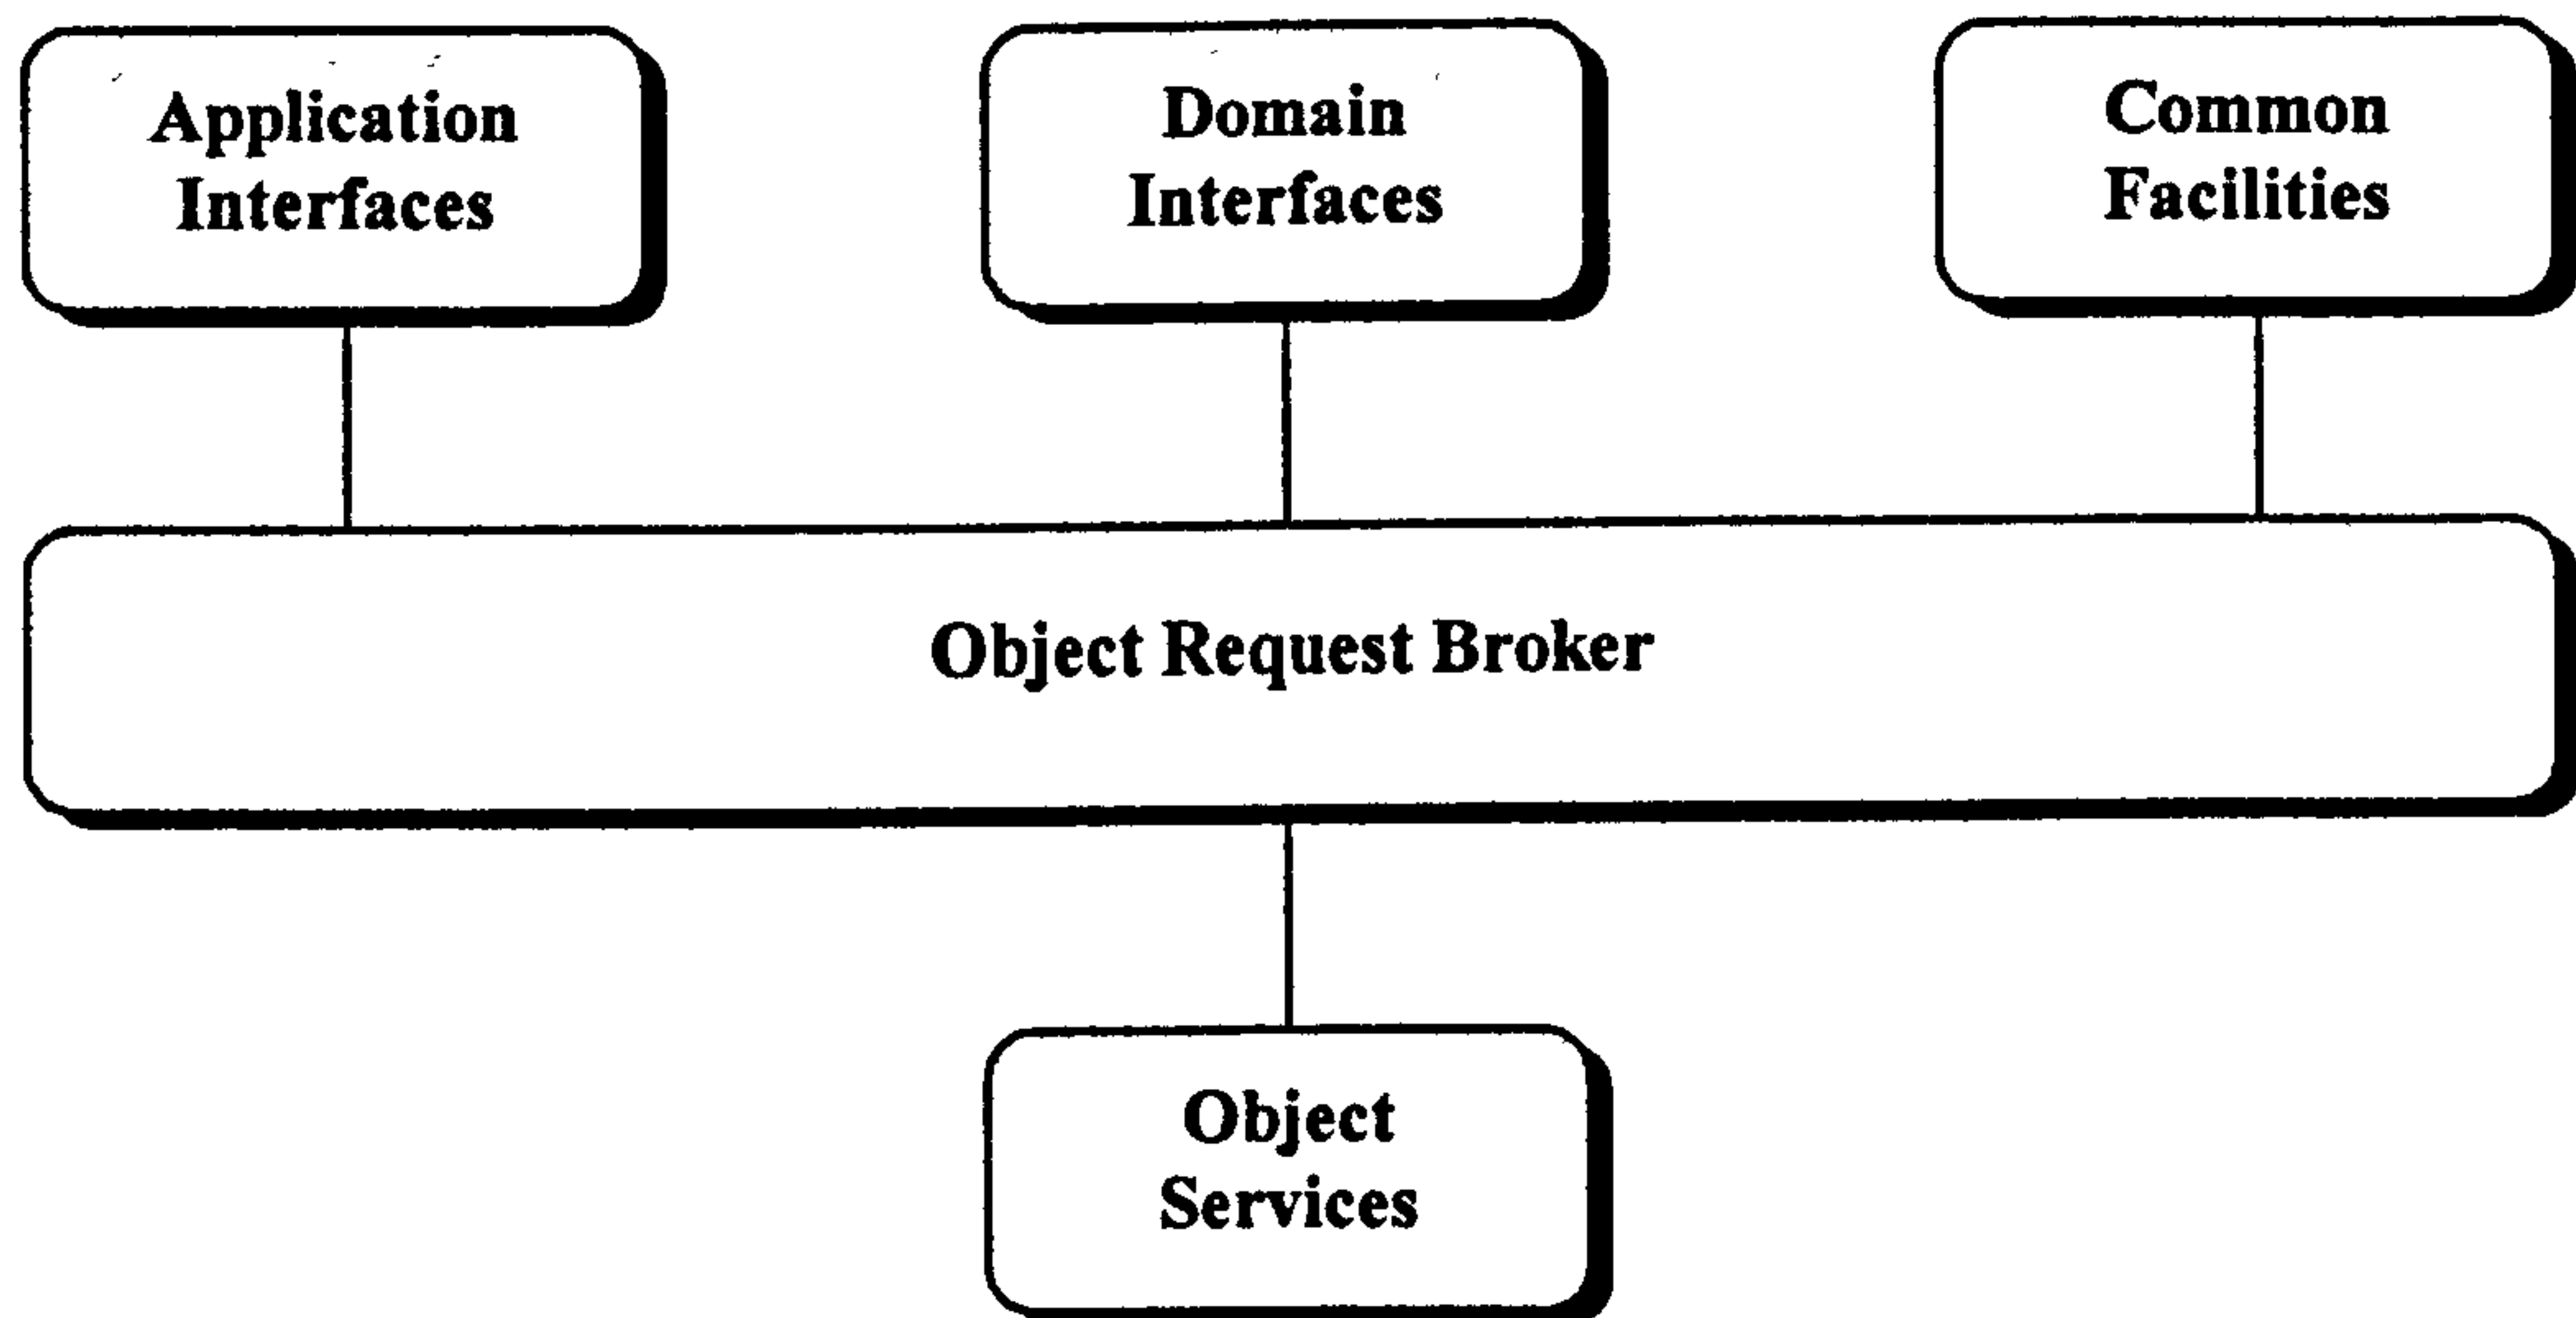 Application
Interfaces
Domain
Interfaces
Common
Facilities
Object Request Broker
Object
Services